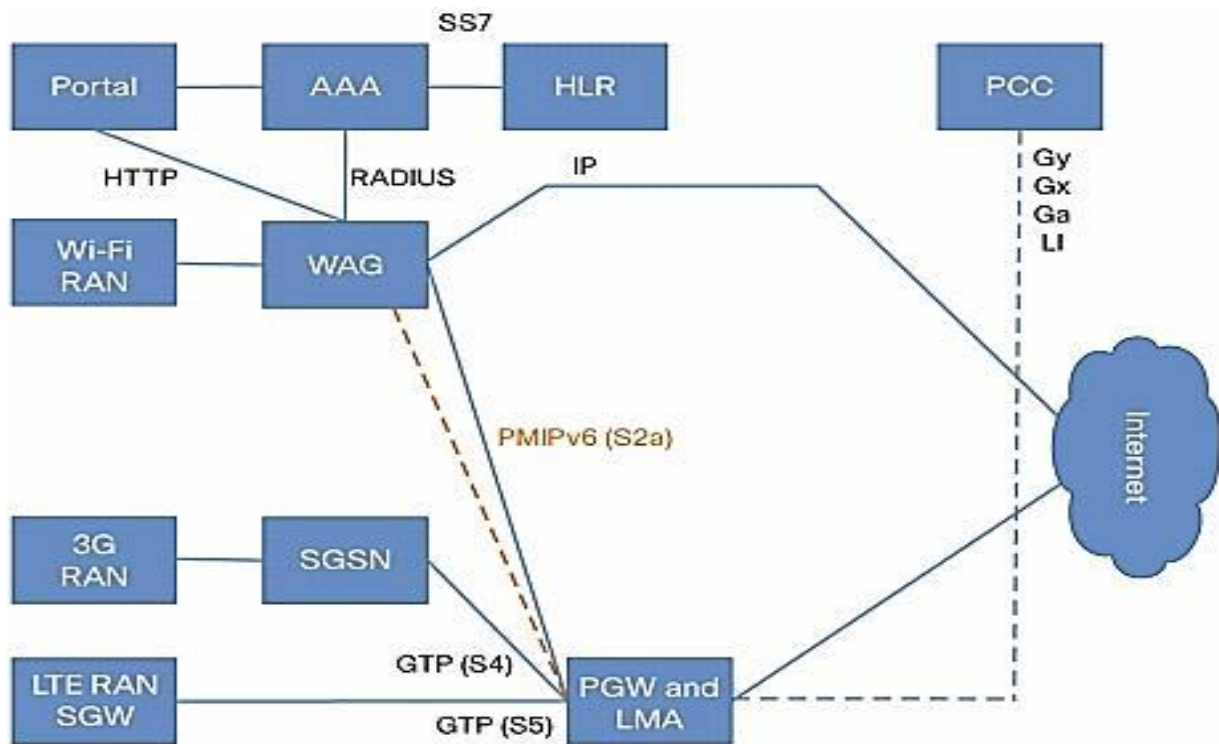 SS7
Portal
AAA
HLR
PCC
HTTP
RADIUS
IP
Gy
Gx
Ga
LI
Wi-Fi
RAN
WAG
PMIPv6 (S2a)
Internet
3G
RAN
SGSN
GTP (S4)
LTE RAN
SGW
GTP (S5)
PGW and
LMA